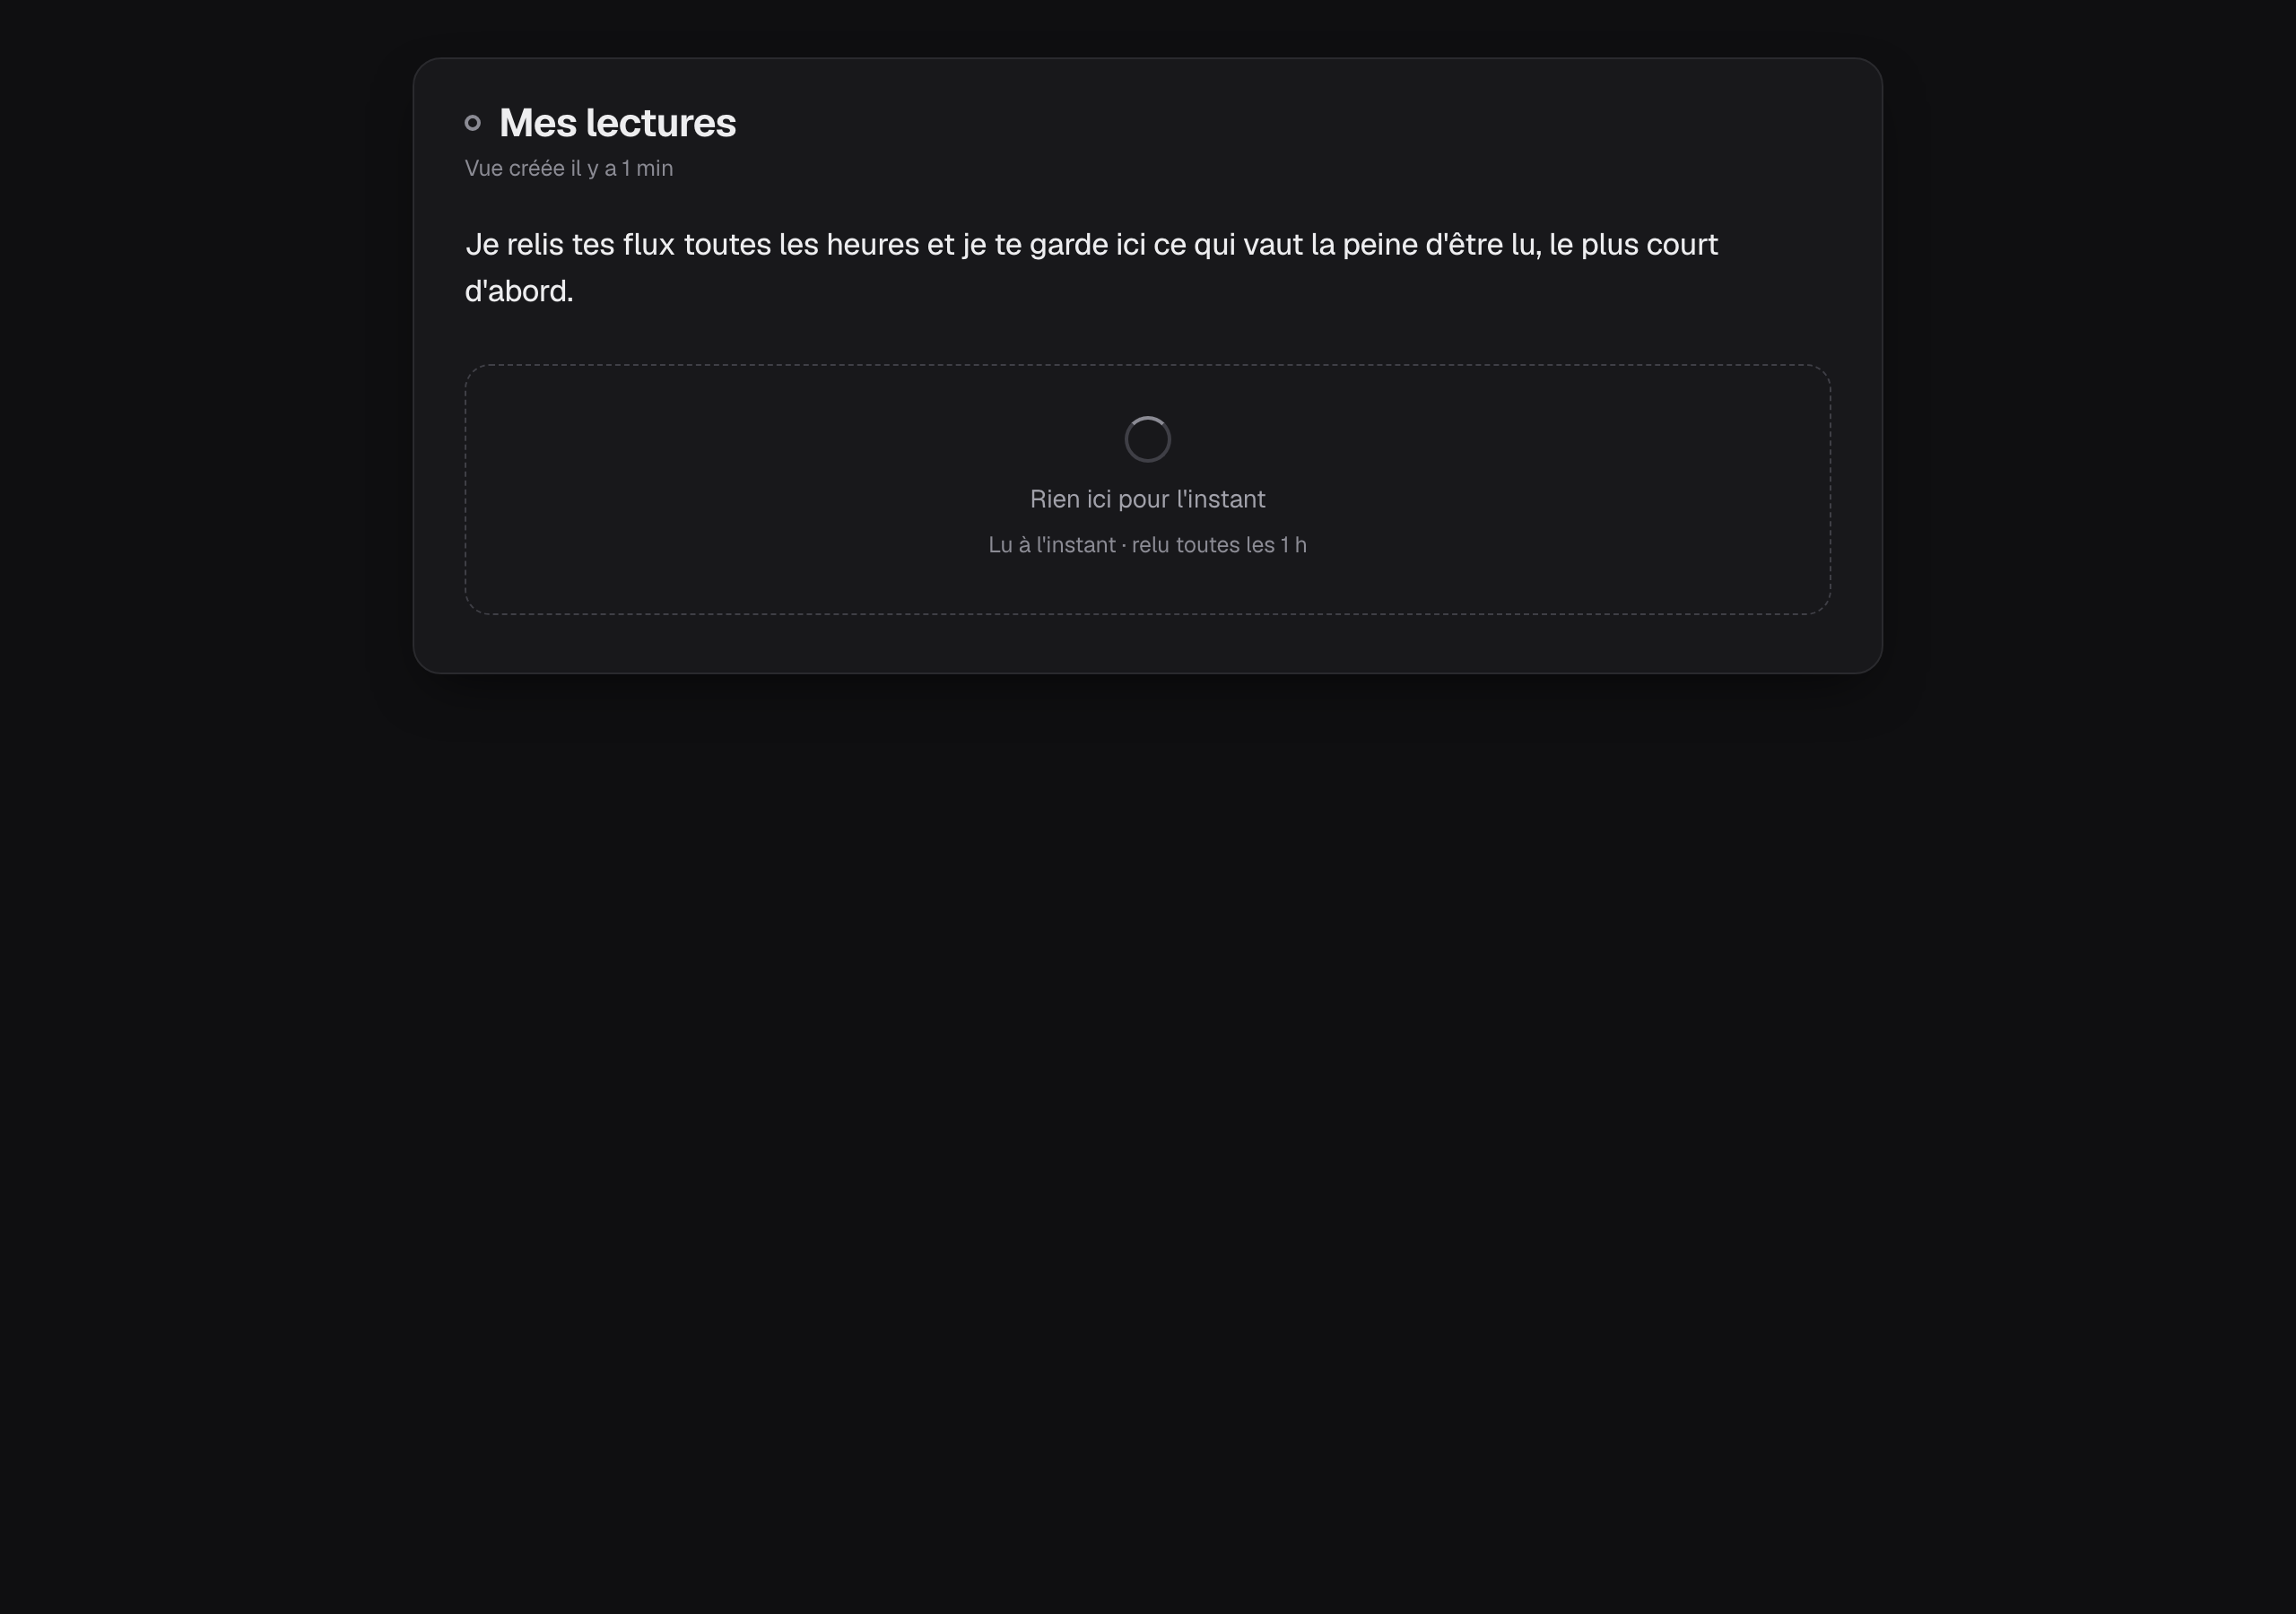 Mes lectures
Vue créée il y a 1 min
Je relis tes flux toutes les heures et je te garde ici ce qui vaut la peine d'être lu, le plus court
d'abord.
Rien ici pour l'instant
Lu à l'instant · relu toutes les 1 h